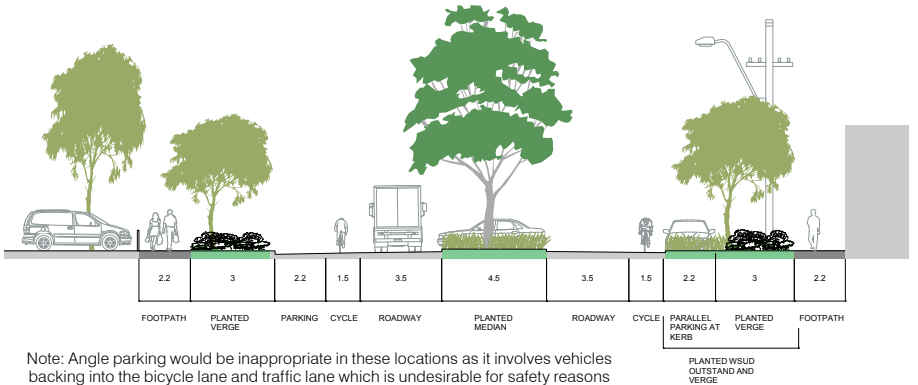 2.2 3 2.2 1.5 3.5 4.5 3.5 1.5 2.2 3 2.2
FOOTPATH PLANTED VERGE PARKING CYCLE ROADWAY PLANTED MEDIAN ROADWAY CYCLE PARALLEL PARKING AT KERB PLANTED VERGE FOOTPATH
PLANTED WSUD
OUTSTAND AND
VERGE
Note: Angle parking would be inappropriate in these locations as it involves vehicles
backing into the bicycle lane and traffic lane which is undesirable for safety reasons